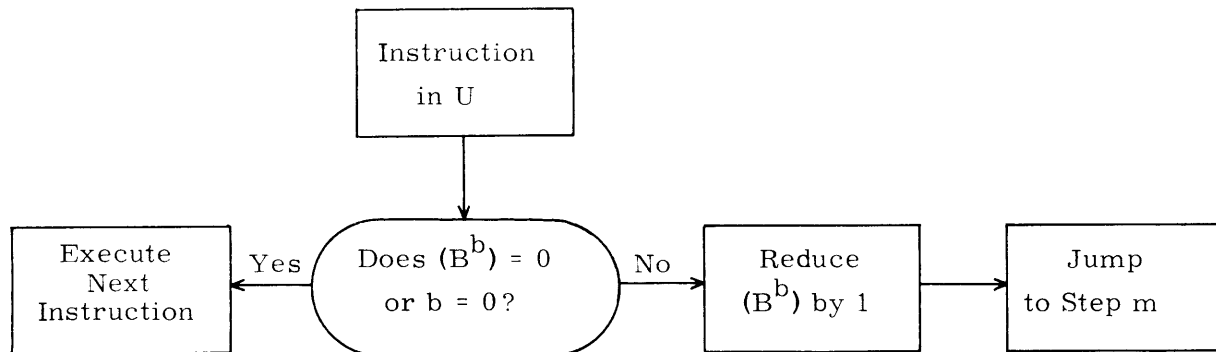 Instruction
in U
Execute
Next
Instruction
Yes
Does (B^b) = 0
or b = 0?
No
Reduce
(B^b) by 1
Jump
to Step m